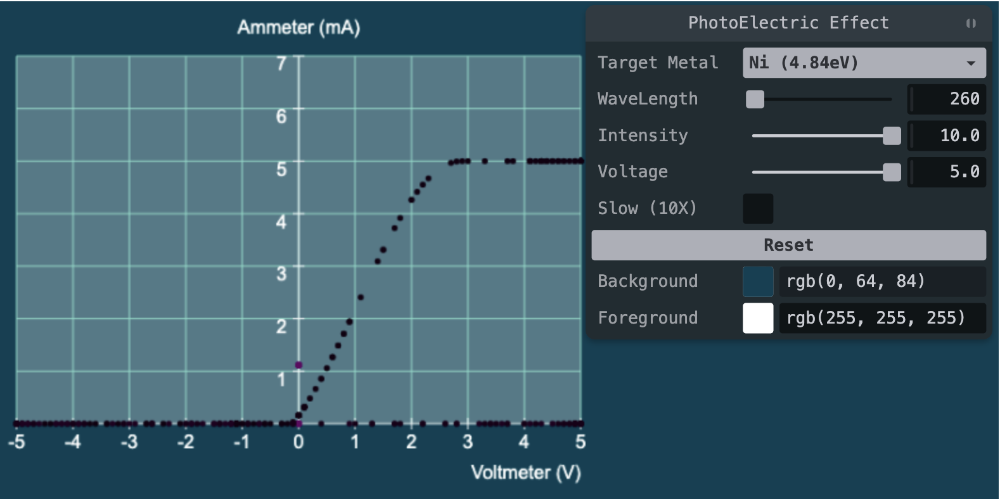 Ammeter (mA)
7
6
5
4
3
2
1
-5 -4 -3 -2 -1 0 1 2 3 4 5
Voltmeter (V)
PhotoElectric Effect
Target Metal Ni (4.84eV)
WaveLength 260
Intensity 10.0
Voltage 5.0
Slow (10X)
Reset
Background rgb(0, 64, 84)
Foreground rgb(255, 255, 255)